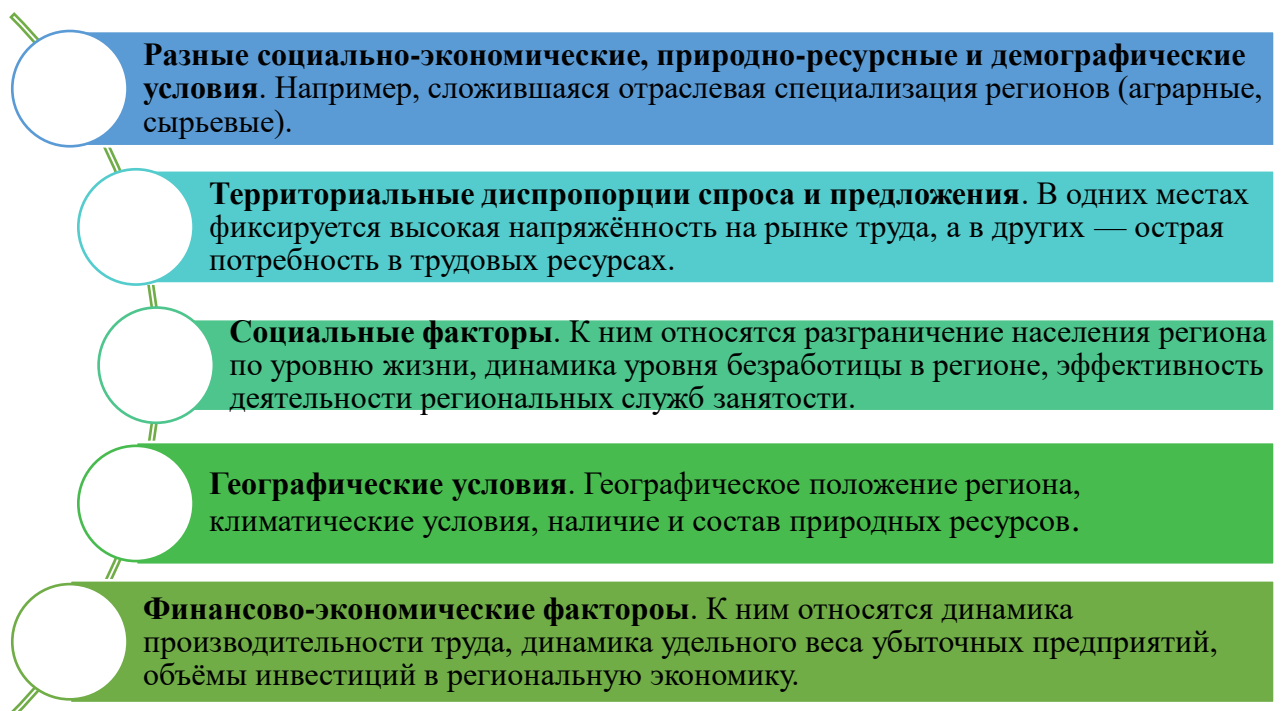 Разные социально-экономические, природно-ресурсные и демографические
условия. Например, сложившаяся отраслевая специализация регионов (аграрные,
сырьевые).
Территориальные диспропорции спроса и предложения. В одних местах
фиксируется высокая напряжённость на рынке труда, а в других — острая
потребность в трудовых ресурсах.
Социальные факторы. К ним относятся разграничение населения региона
по уровню жизни, динамика уровня безработицы в регионе, эффективность
деятельности региональных служб занятости.
Географические условия. Географическое положение региона,
климатические условия, наличие и состав природных ресурсов.
Финансово-экономические фактороы. К ним относятся динамика
производительности труда, динамика удельного веса убыточных предприятий,
объёмы инвестиций в региональную экономику.